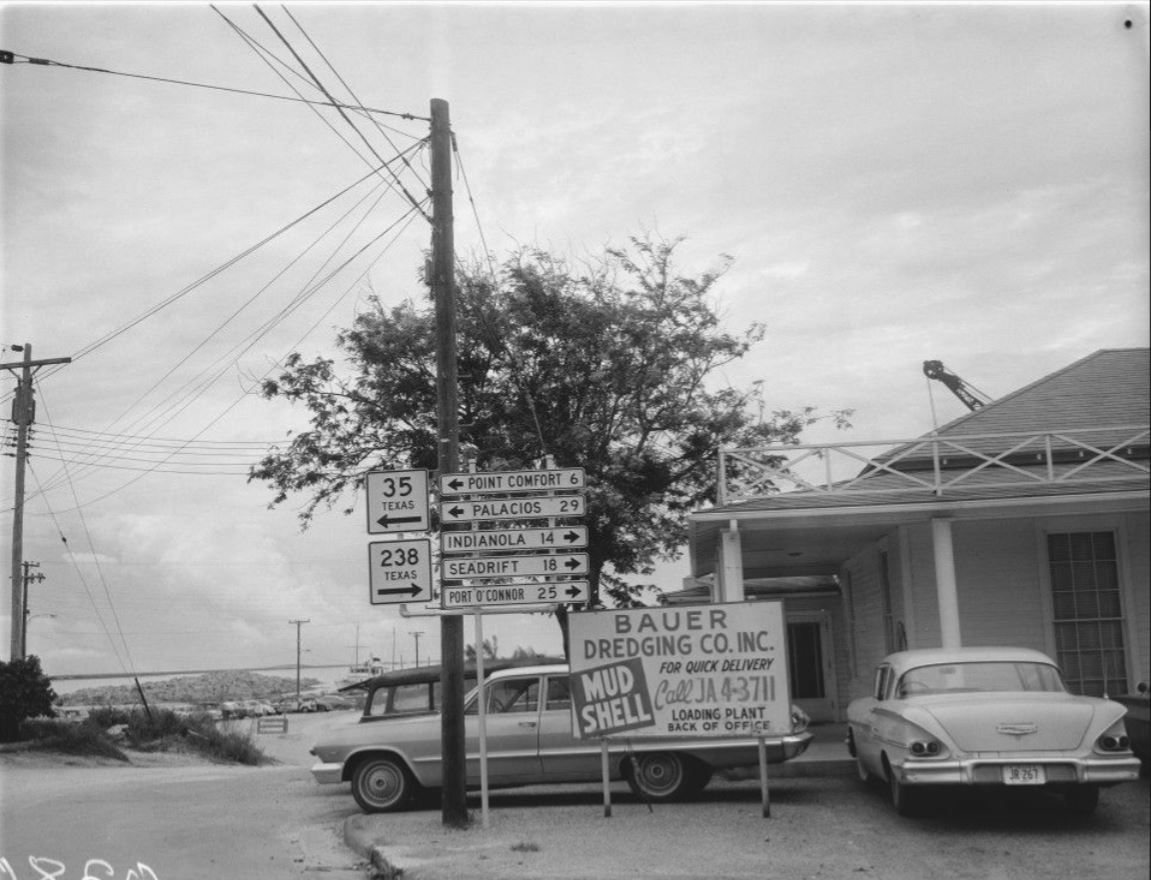 35
TEXAS
←
238
TEXAS
→
← POINT COMFORT 6
← PALACIOS 29
INDIANOLA 14 →
SEADRIFT 18 →
PORT O'CONNOR 25 →
BAUER
DREDGING CO. INC.
MUD
SHELL
FOR QUICK DELIVERY
Call JA 4-3711
LOADING PLANT
BACK OF OFFICE
JR 267